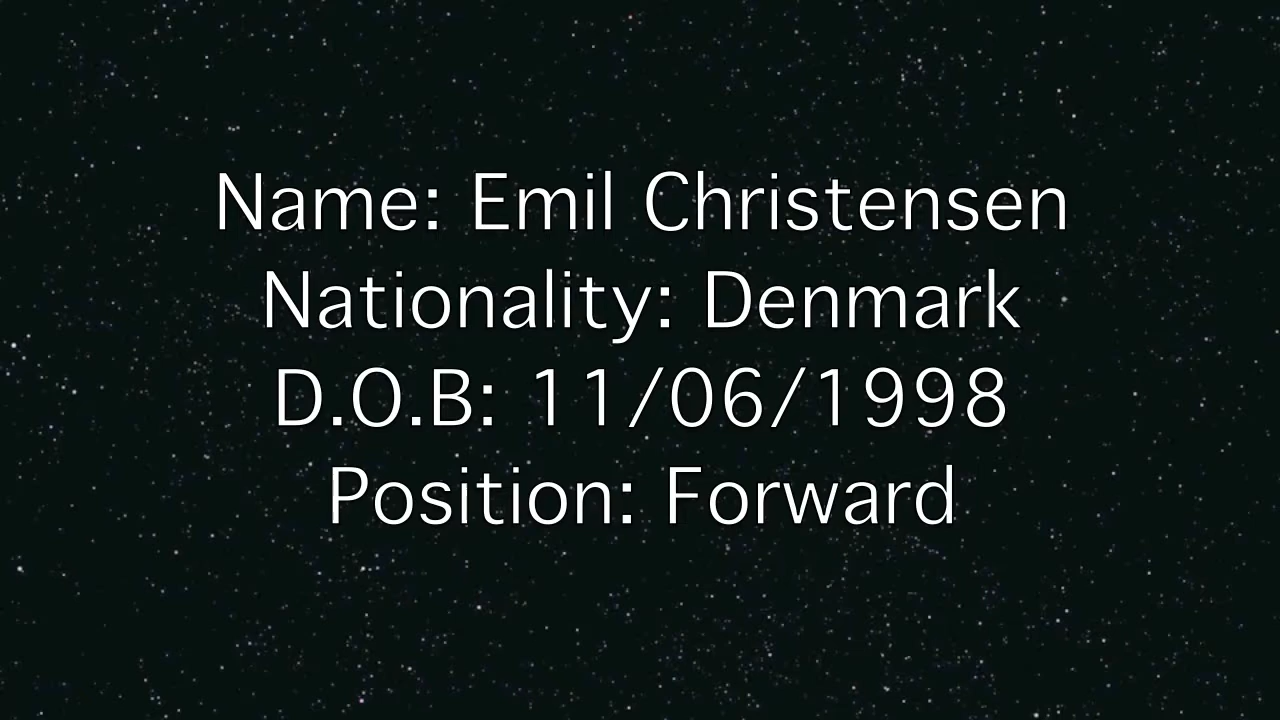 Name: Emil Christensen
Nationality: Denmark
D.O.B: 11/06/1998
Position: Forward